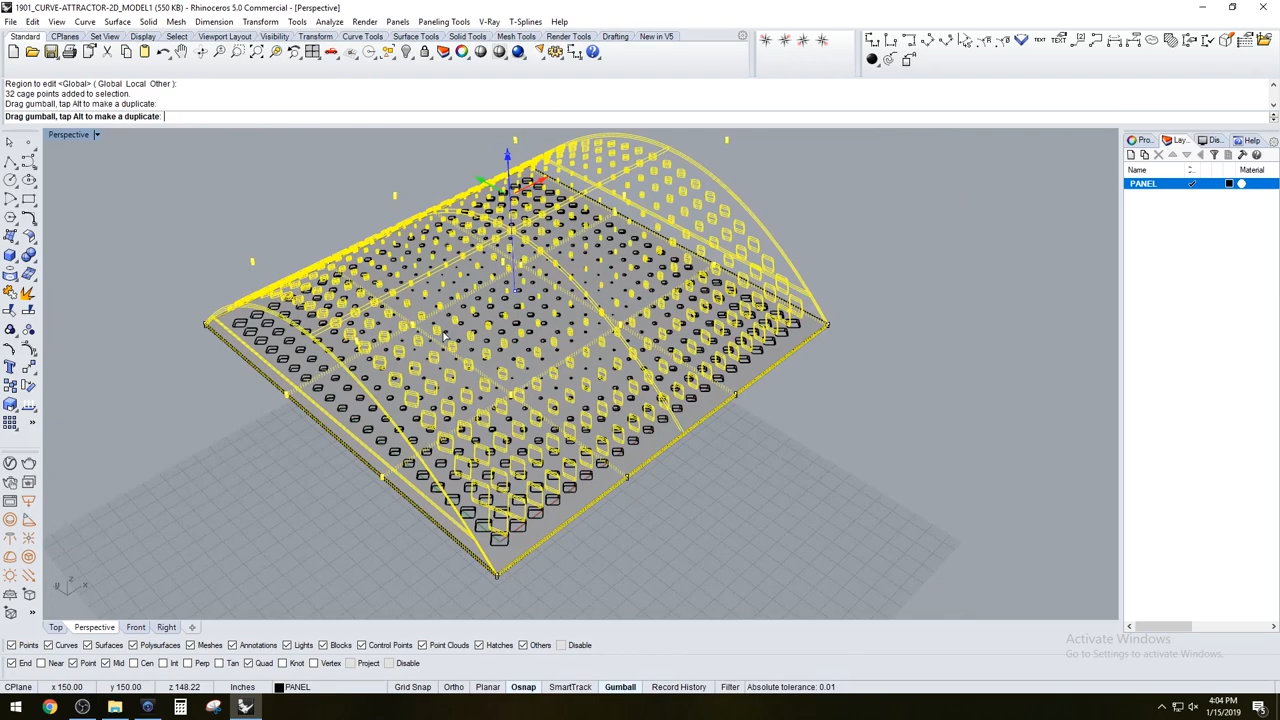 1901_CURVE-ATTRACTOR-2D_MODEL1 (550 KB) - Rhinoceros 5.0 Commercial - [Perspective]
File Edit View Curve Surface Solid Mesh Dimension Transform Tools Analyze Render Panels Paneling Tools V-Ray T-Splines Help
Standard CPlanes Set View Display Select Viewport Layout Visibility Transform Curve Tools Surface Tools Solid Tools Mesh Tools Render Tools Drafting New in V5
TEXT
Region to edit <Global> ( Global Local Other ):
32 cage points added to selection.
Drag gumball, tap Alt to make a duplicate:
Drag gumball, tap Alt to make a duplicate:
Perspective
Pro... Lay... Dis... Help
Name Material
PANEL
z
y x
Top Perspective Front Right
Points Curves Surfaces Polysurfaces Meshes Annotations Lights Blocks Control Points Point Clouds Hatches Others Disable
End Near Point Mid Cen Int Perp Tan Quad Knot Vertex Project Disable
Activate Windows
Go to Settings to activate Windows.
CPlane x 150.00 y 150.00 z 148.22 Inches PANEL Grid Snap Ortho Planar Osnap SmartTrack Gumball Record History Filter Absolute tolerance: 0.01
4:04 PM
1/15/2019